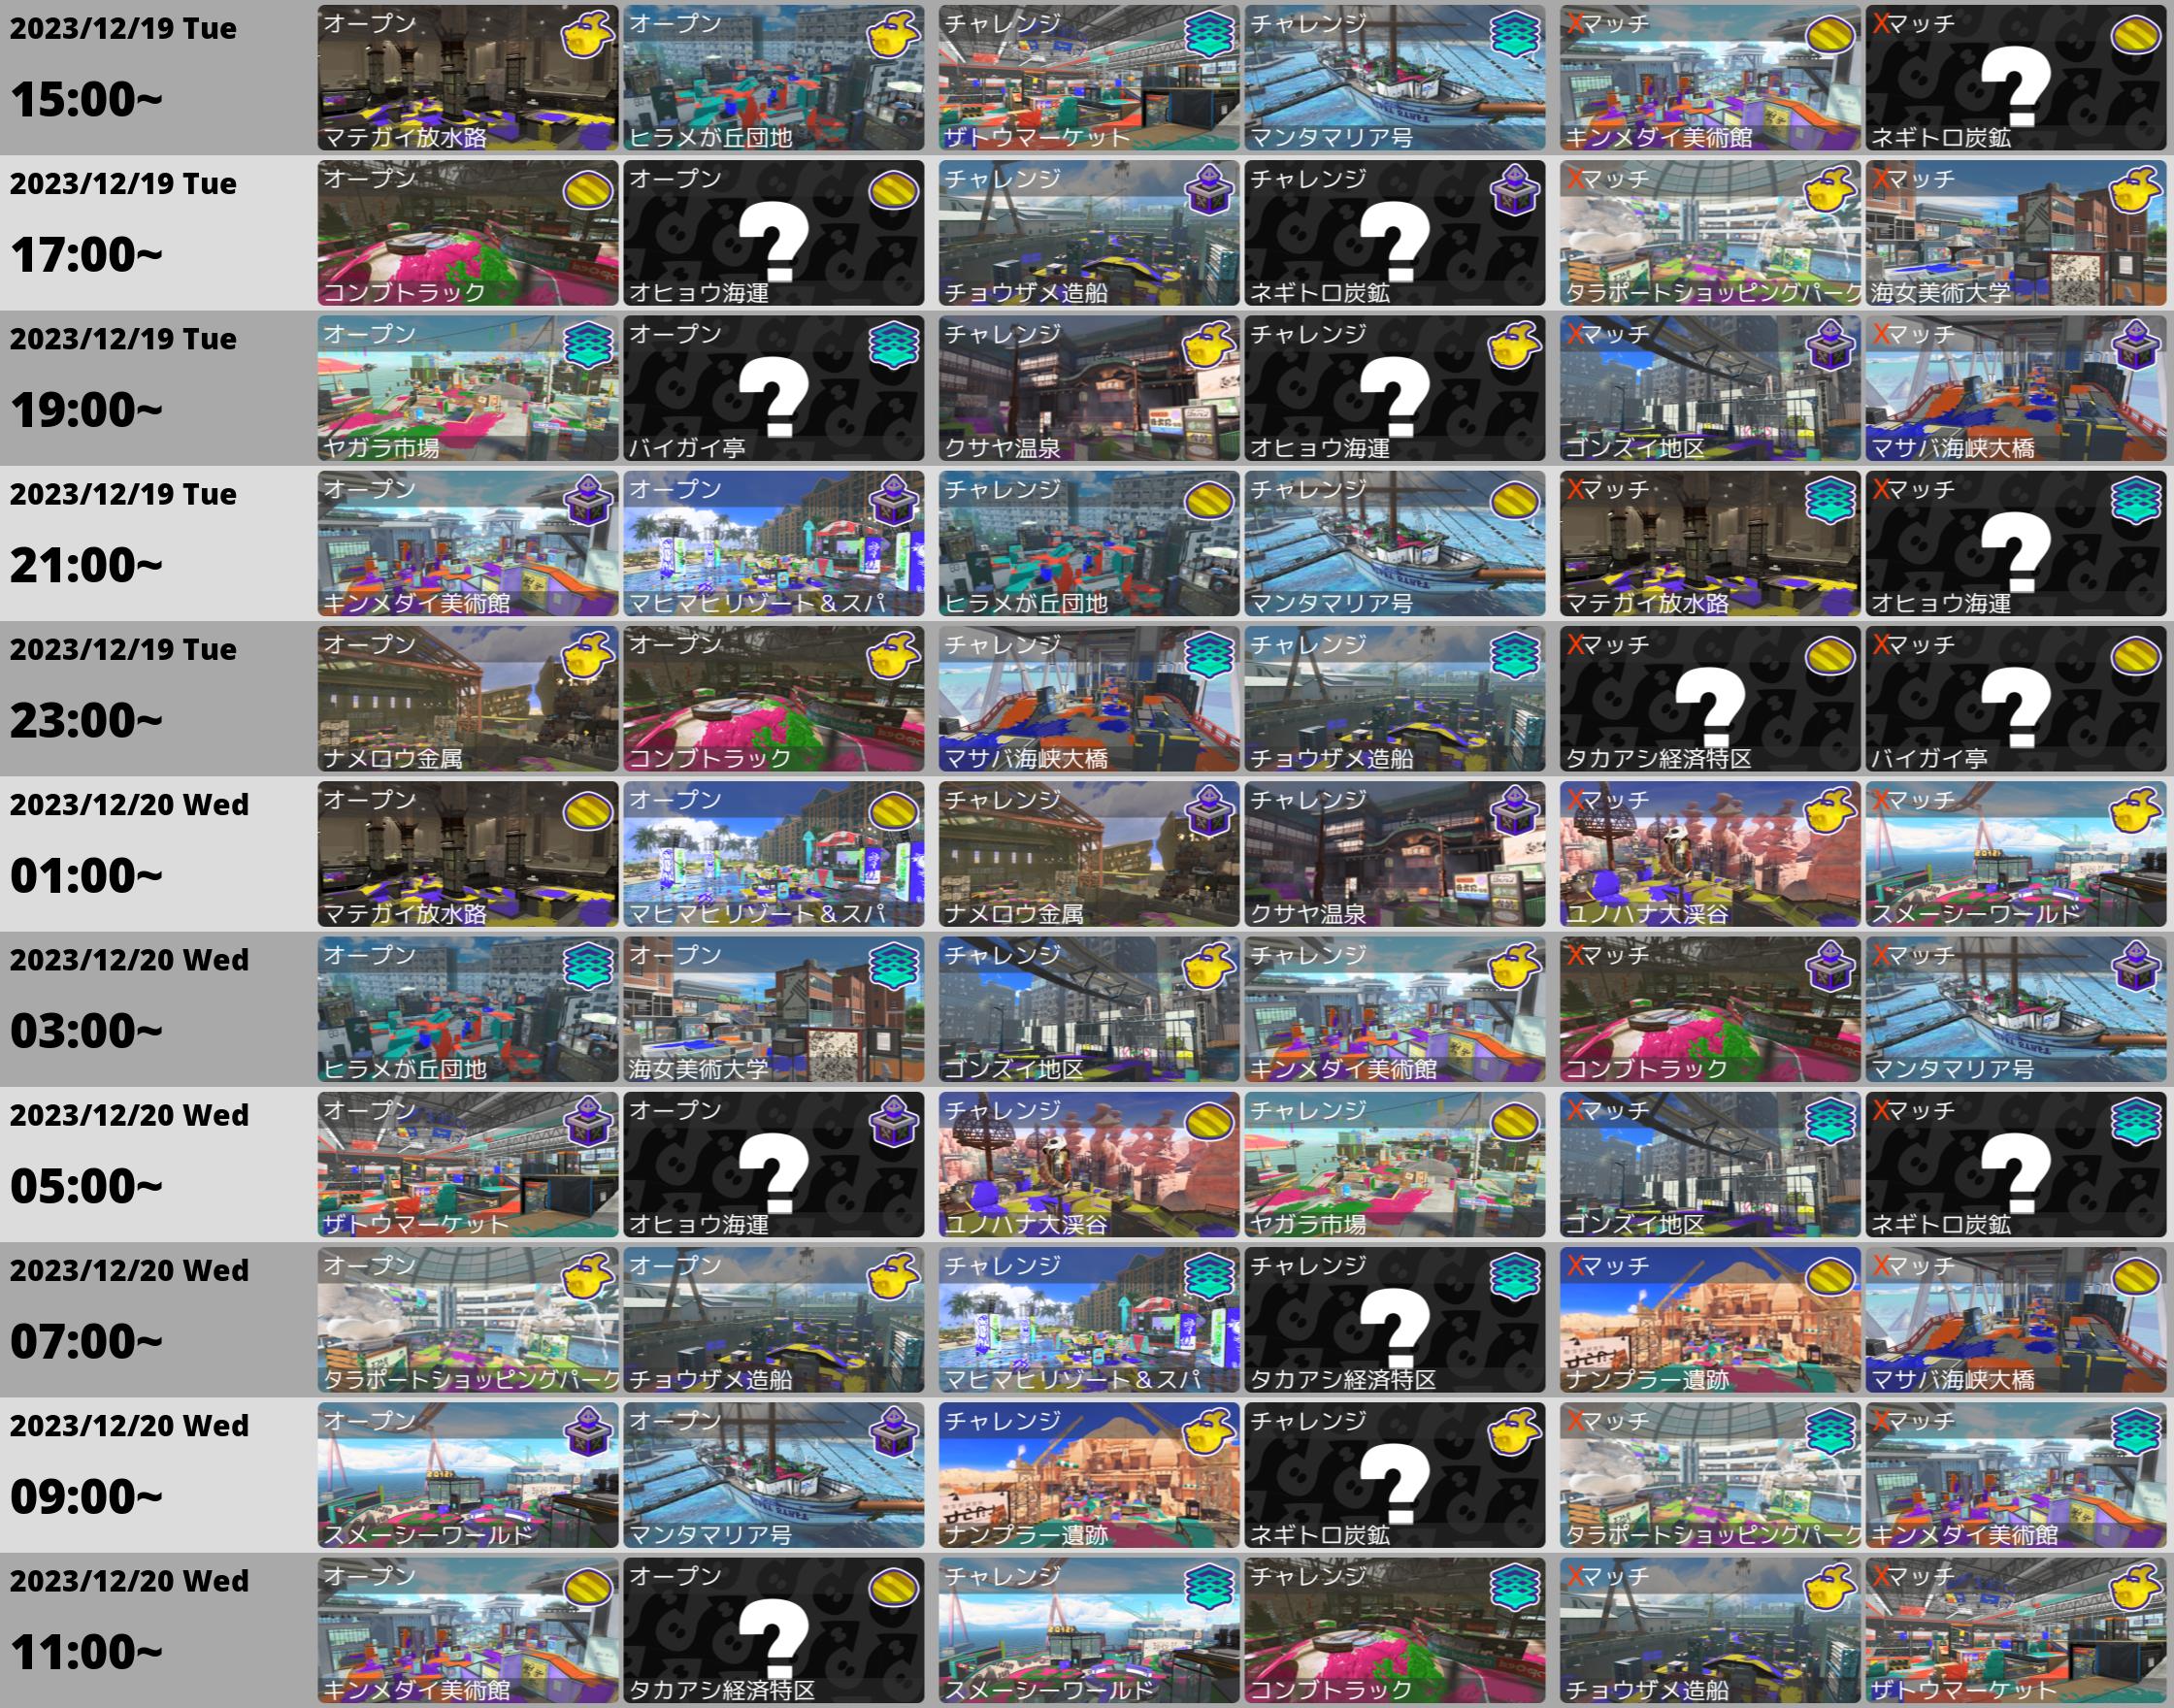 2023/12/19 Tue
15:00~
オープン
マテガイ放水路
オープン
ヒラメが丘団地
チャレンジ
ザトウマーケット
チャレンジ
マンタマリア号
Xマッチ
キンメダイ美術館
Xマッチ
ネギトロ炭鉱
2023/12/19 Tue
17:00~
オープン
コンブトラック
オープン
オヒョウ海運
チャレンジ
チョウザメ造船
チャレンジ
ネギトロ炭鉱
Xマッチ
タラポートショッピングパーク
Xマッチ
海女美術大学
2023/12/19 Tue
19:00~
オープン
ヤガラ市場
オープン
バイガイ亭
チャレンジ
クサヤ温泉
チャレンジ
オヒョウ海運
Xマッチ
ゴンズイ地区
Xマッチ
マサバ海峡大橋
2023/12/19 Tue
21:00~
オープン
キンメダイ美術館
オープン
マヒマヒリゾート＆スパ
チャレンジ
ヒラメが丘団地
チャレンジ
マンタマリア号
Xマッチ
マテガイ放水路
Xマッチ
オヒョウ海運
2023/12/19 Tue
23:00~
オープン
ナメロウ金属
オープン
コンブトラック
チャレンジ
マサバ海峡大橋
チャレンジ
チョウザメ造船
Xマッチ
タカアシ経済特区
Xマッチ
バイガイ亭
2023/12/20 Wed
01:00~
オープン
マテガイ放水路
オープン
マヒマヒリゾート＆スパ
チャレンジ
ナメロウ金属
チャレンジ
クサヤ温泉
Xマッチ
ユノハナ大渓谷
Xマッチ
スメーシーワールド
2023/12/20 Wed
03:00~
オープン
ヒラメが丘団地
オープン
海女美術大学
チャレンジ
ゴンズイ地区
チャレンジ
キンメダイ美術館
Xマッチ
コンブトラック
Xマッチ
マンタマリア号
2023/12/20 Wed
05:00~
オープン
ザトウマーケット
オープン
オヒョウ海運
チャレンジ
ユノハナ大渓谷
チャレンジ
ヤガラ市場
Xマッチ
ゴンズイ地区
Xマッチ
ネギトロ炭鉱
2023/12/20 Wed
07:00~
オープン
タラポートショッピングパーク
オープン
チョウザメ造船
チャレンジ
マヒマヒリゾート＆スパ
チャレンジ
タカアシ経済特区
Xマッチ
ナンプラー遺跡
Xマッチ
マサバ海峡大橋
2023/12/20 Wed
09:00~
オープン
スメーシーワールド
オープン
マンタマリア号
チャレンジ
ナンプラー遺跡
チャレンジ
ネギトロ炭鉱
Xマッチ
タラポートショッピングパーク
Xマッチ
キンメダイ美術館
2023/12/20 Wed
11:00~
オープン
キンメダイ美術館
オープン
タカアシ経済特区
チャレンジ
スメーシーワールド
チャレンジ
コンブトラック
Xマッチ
チョウザメ造船
Xマッチ
ザトウマーケット